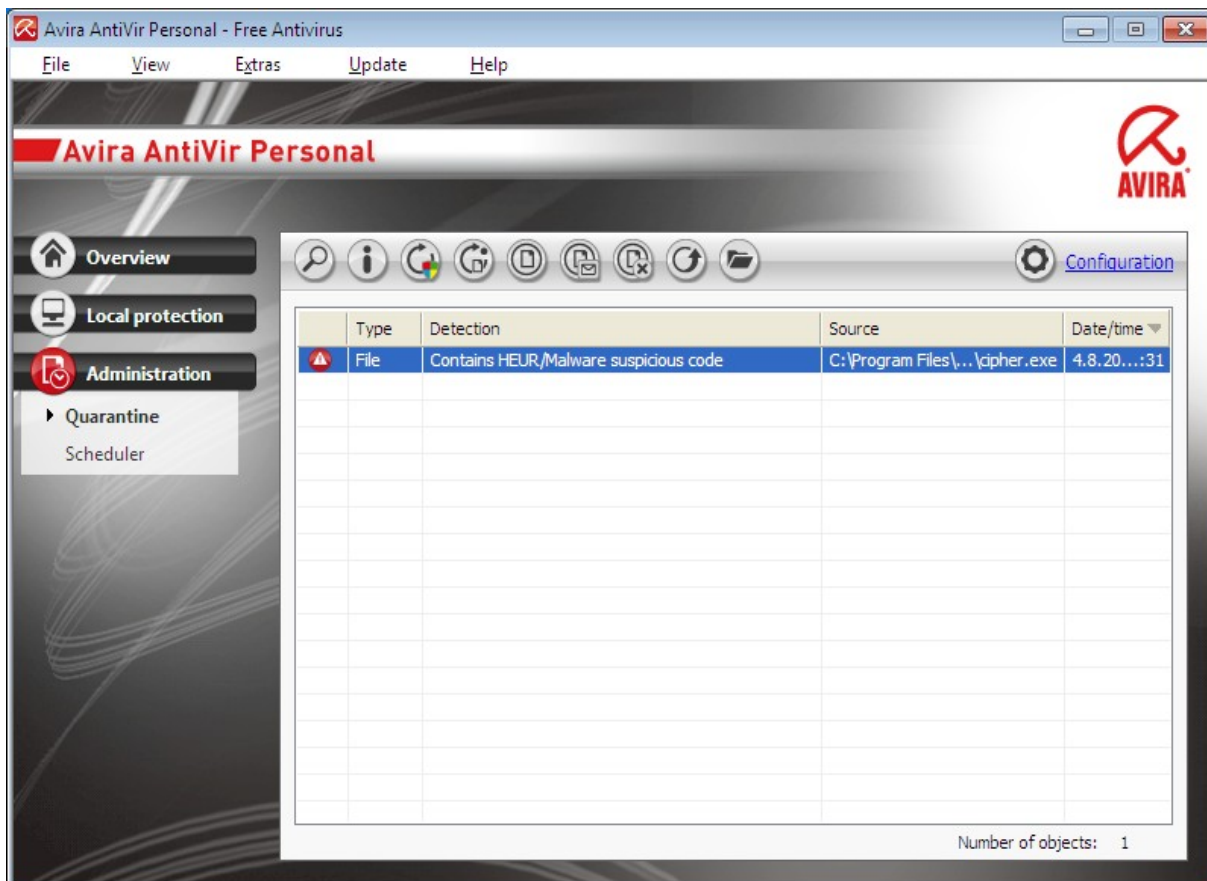 Avira AntiVir Personal - Free Antivirus
File View Extras Update Help
Avira AntiVir Personal
AVIRA
Overview
Local protection
Administration
Quarantine
Scheduler
Configuration
Type Detection Source Date/time
File Contains HEUR/Malware suspicious code C:\Program Files\...\cipher.exe 4.8.20...:31
Number of objects: 1